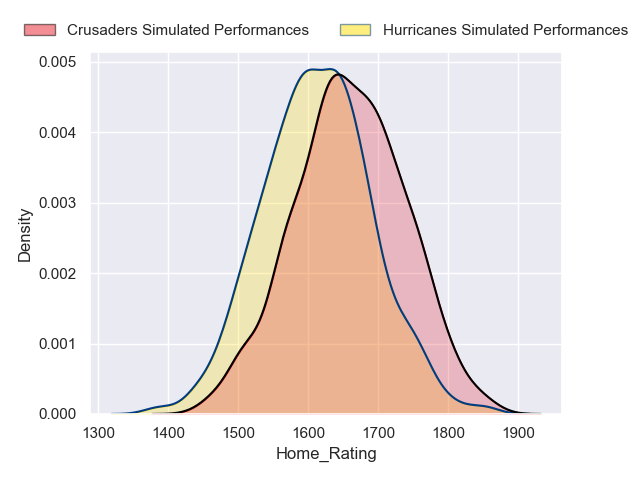 Crusaders Simulated Performances Hurricanes Simulated Performances
0.005
0.004
0.003
0.002
0.001
0.000
Density
1300 1400 1500 1600 1700 1800 1900
Home_Rating